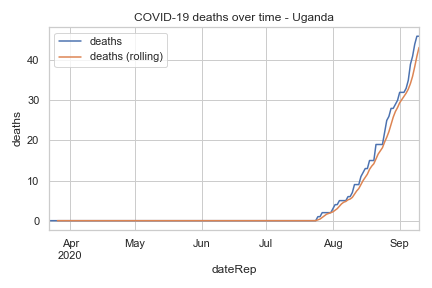 COVID-19 deaths over time - Uganda
deaths
deaths (rolling)
deaths
40
30
20
10
0
Apr May Jun Jul Aug Sep
2020
dateRep